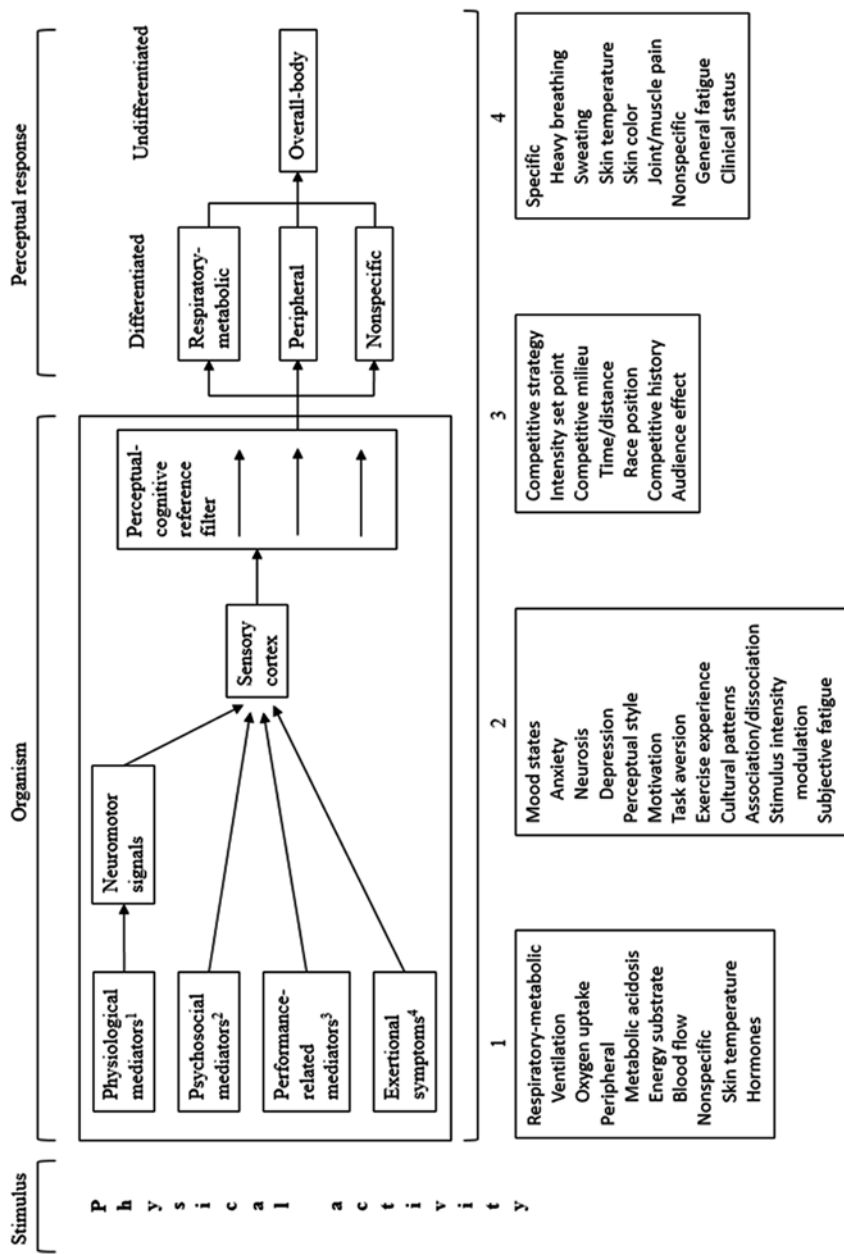 Stimulus
Organism
Perceptual response
Differentiated
Undifferentiated
Physical activity
Physiological
mediators1
Neuromotor
signals
Psychosocial
mediators2
Performance-
related
mediators3
Exertional
symptoms4
Sensory
cortex
Perceptual-
cognitive
reference
filter
Respiratory-
metabolic
Peripheral
Nonspecific
Overall-body
1
Respiratory-metabolic
Ventilation
Oxygen uptake
Peripheral
Metabolic acidosis
Energy substrate
Blood flow
Nonspecific
Skin temperature
Hormones
2
Mood states
Anxiety
Neurosis
Depression
Perceptual style
Motivation
Task aversion
Exercise experience
Cultural patterns
Association/dissociation
Stimulus intensity
modulation
Subjective fatigue
3
Competitive strategy
Intensity set point
Competitive milieu
Time/distance
Race position
Competitive history
Audience effect
4
Specific
Heavy breathing
Sweating
Skin temperature
Skin color
Joint/muscle pain
Nonspecific
General fatigue
Clinical status